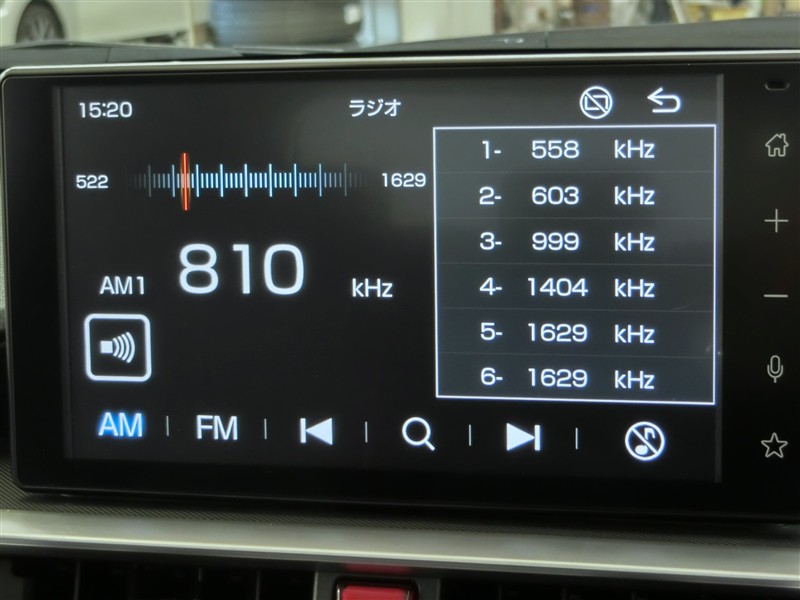 15:20 ラジオ
522 1629
AM1 810 kHz
1- 558 kHz
2- 603 kHz
3- 999 kHz
4- 1404 kHz
5- 1629 kHz
6- 1629 kHz
AM FM